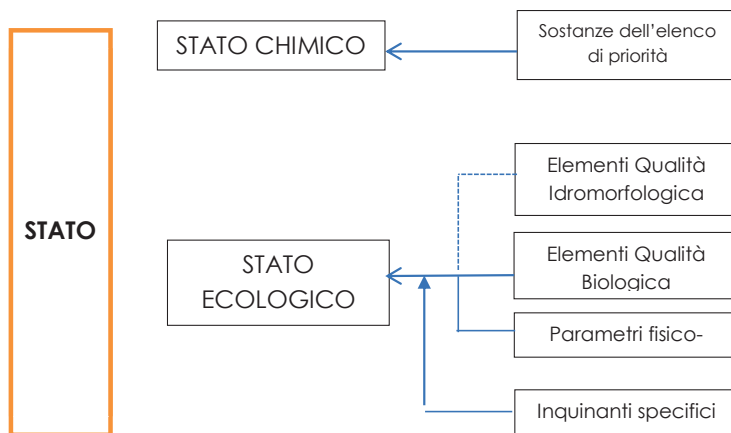 STATO CHIMICO
Sostanze dell’elenco
di priorità
Elementi Qualità
Idromorfologica
STATO
STATO
ECOLOGICO
Elementi Qualità
Biologica
Parametri fisico-
Inquinanti specifici